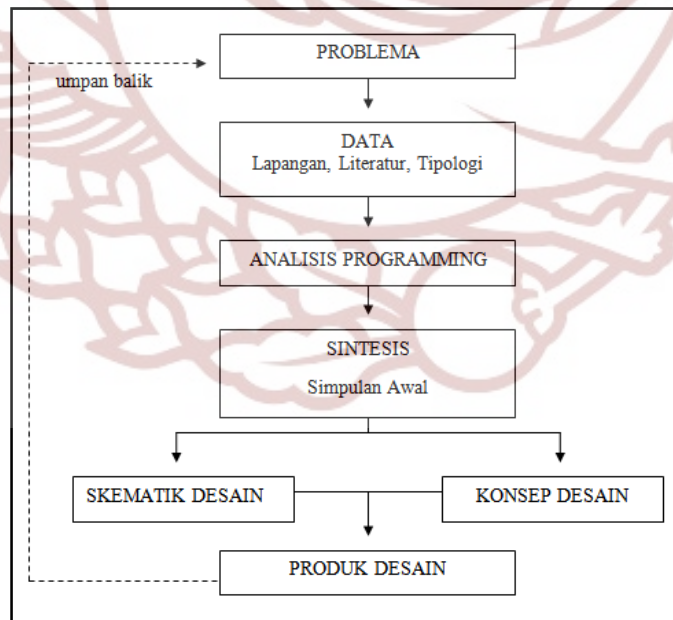 PROBLEMA
umpan balik
DATA
Lapangan, Literatur, Tipologi
ANALISIS PROGRAMMING
SINTESIS
Simpulan Awal
SKEMATIK DESAIN
KONSEP DESAIN
PRODUK DESAIN